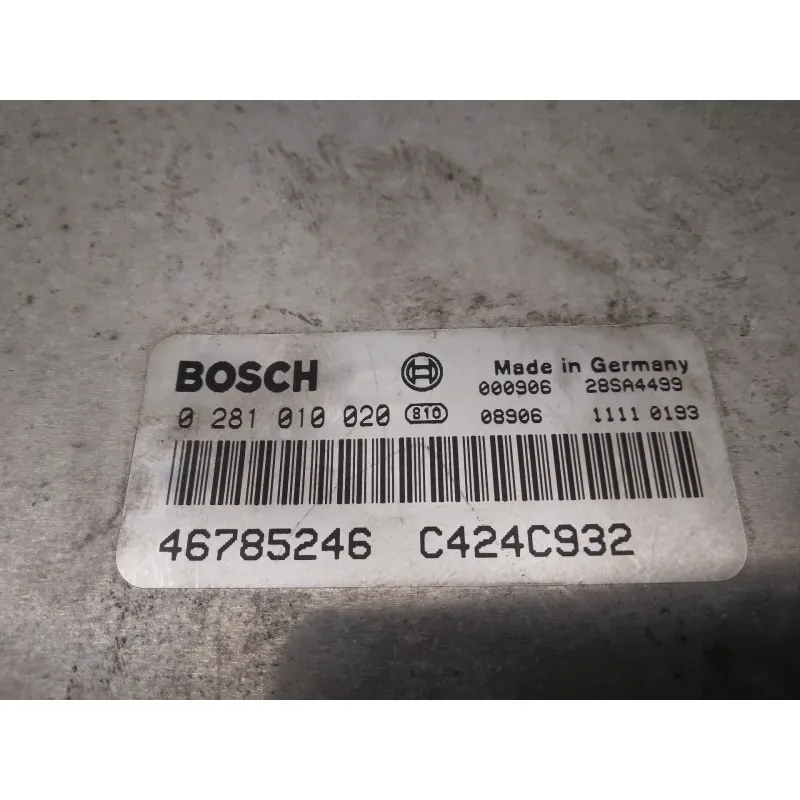 BOSCH Made in Germany
000906 28SA4499
0 281 010 020 810 08906 1111 0193
46785246 C424C932